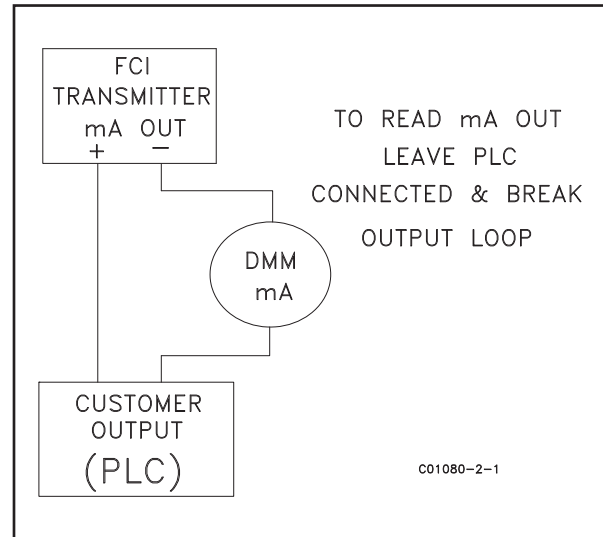 FCI
TRANSMITTER
mA OUT
+ −
TO READ mA OUT
LEAVE PLC
CONNECTED & BREAK
OUTPUT LOOP
DMM
mA
CUSTOMER
OUTPUT
(PLC)
C01080-2-1